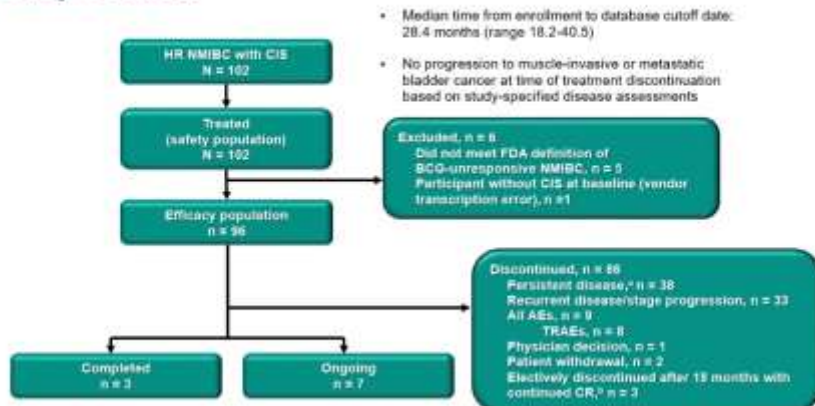 • Median time from enrollment to database cutoff date:
28.4 months (range 18.2-40.5)
• No progression to muscle-invasive or metastatic
bladder cancer at time of treatment discontinuation
based on study-specified disease assessments
HR NMIBC with CIS
N = 102
Treated
(safety population)
N = 102
Excluded, n = 6
Did not meet FDA definition of
BCG-unresponsive NMIBC, n = 5
Participant without CIS at baseline (vendor
transcription error), n =1
Efficacy population
n = 96
Discontinued, n = 86
Persistent disease,ᵃ n = 38
Recurrent disease/stage progression, n = 33
All AEs, n = 9
TRAEs, n = 8
Physician decision, n = 1
Patient withdrawal, n = 2
Electively discontinued after 18 months with
continued CR,ᵇ n = 3
Completed
n = 3
Ongoing
n = 7